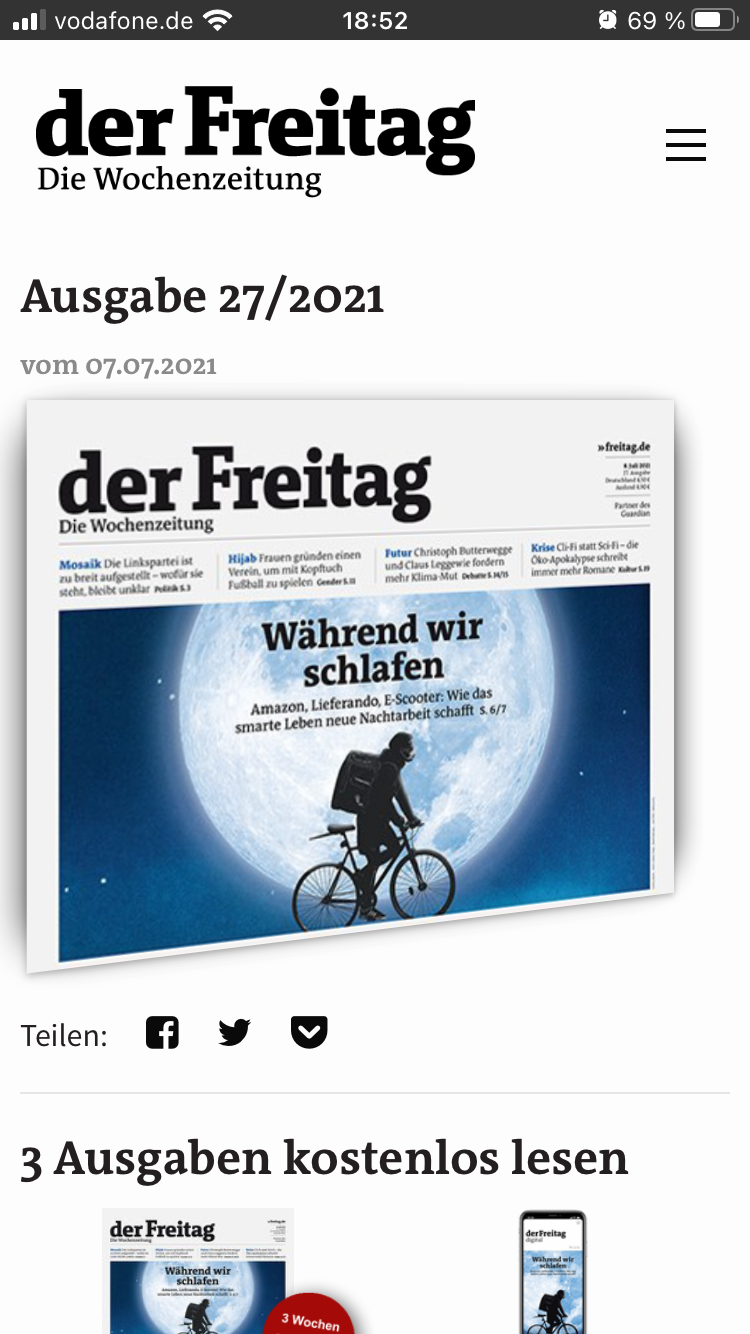 vodafone.de 18:52 69 %
der Freitag
Die Wochenzeitung
Ausgabe 27/2021
vom 07.07.2021
»freitag.de
der Freitag
Die Wochenzeitung
8. Juli 2021
27. Ausgabe
Partner des
Guardian
Mosaik Die Linkspartei ist
zu breit aufgestellt – wofür sie
steht, bleibt unklar Politik S. 3
Hijab Frauen gründen einen
Verein, um mit Kopftuch
Fußball zu spielen Gender S. 11
Futur Christoph Butterwegge
und Claus Leggewie fordern
mehr Klima-Mut Debatte S. 14/15
Krise Cli-Fi statt Sci-Fi – die
Öko-Apokalypse schreibt
immer mehr Romane Kultur S. 19
Während wir
schlafen
Amazon, Lieferando, E-Scooter: Wie das
smarte Leben neue Nachtarbeit schafft S. 6/7
Teilen:
3 Ausgaben kostenlos lesen
der Freitag
Die Wochenzeitung
Während wir
schlafen
3 Wochen
der Freitag
digital
Während wir
schlafen